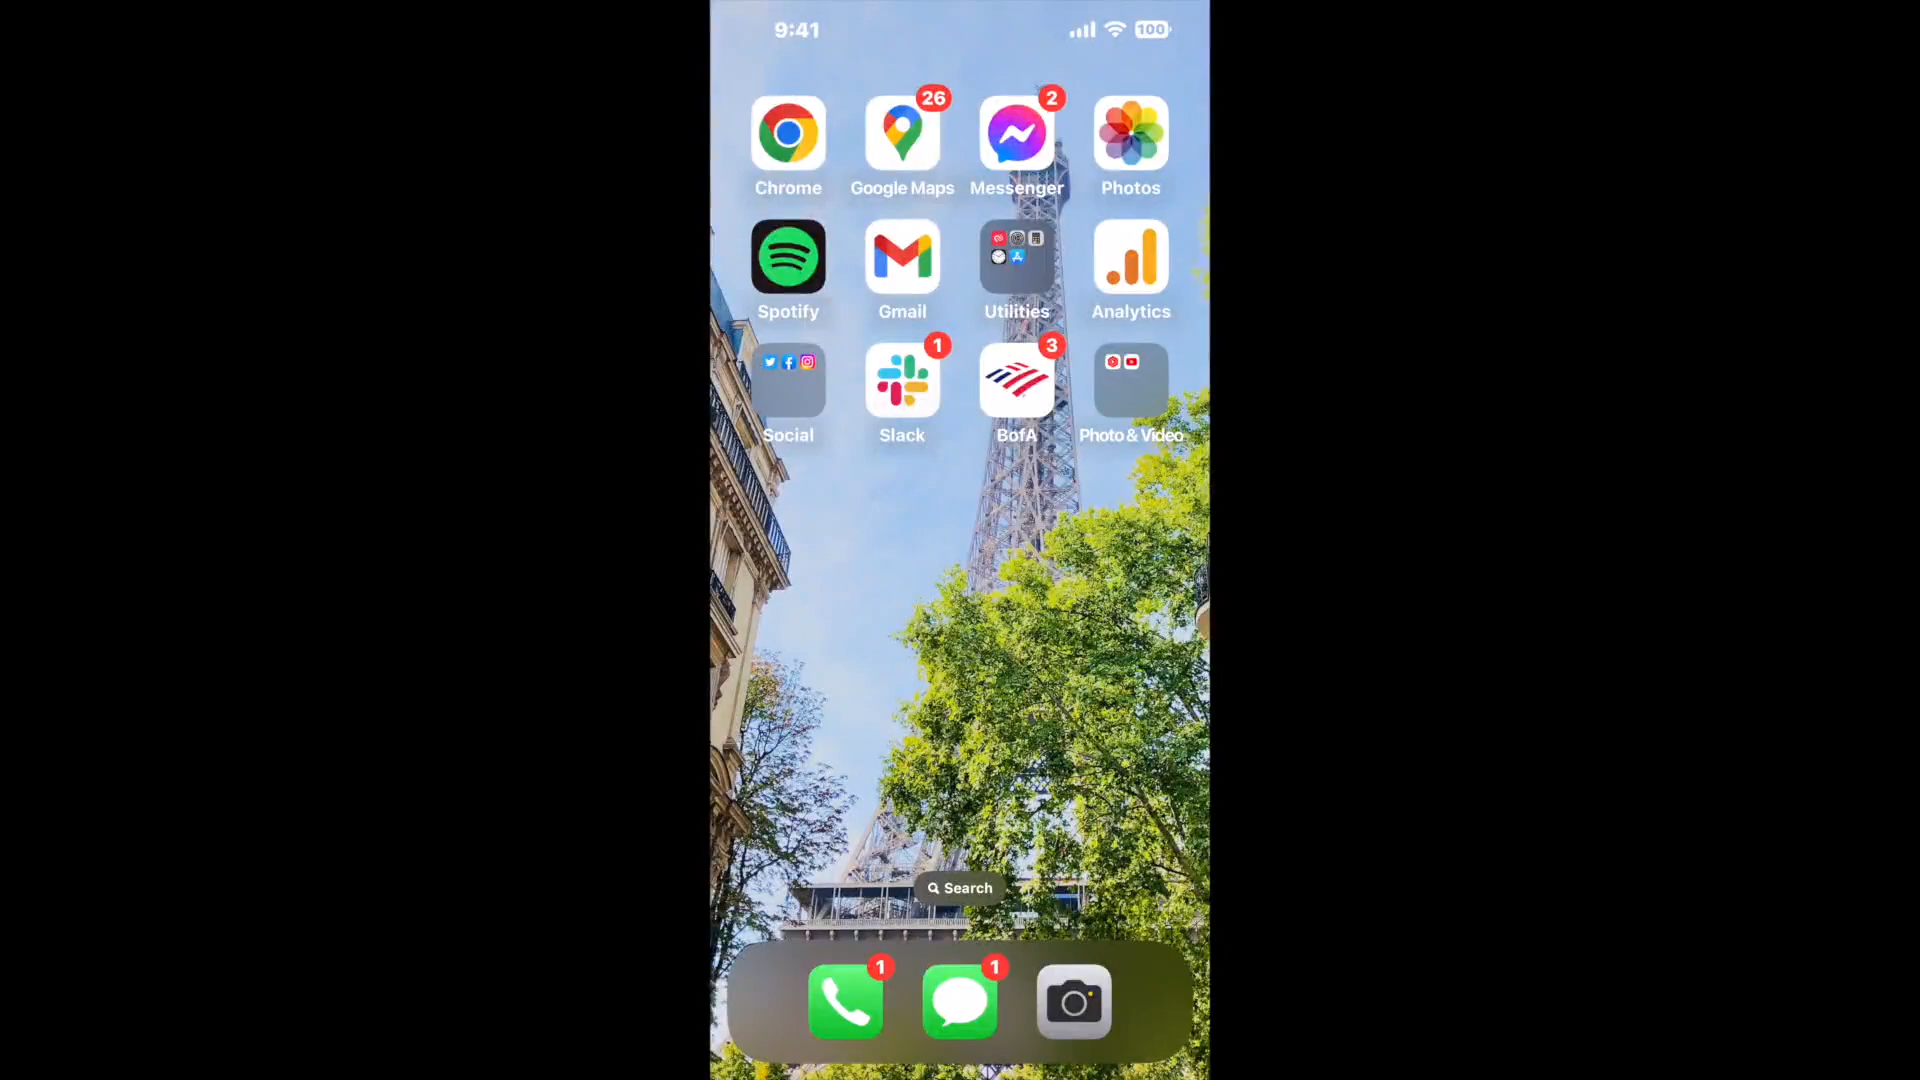 9:41
100
26
2
Chrome
Google Maps
Messenger
Photos
Spotify
Gmail
Utilities
Analytics
1
3
Social
Slack
BofA
Photo & Video
Search
1
1